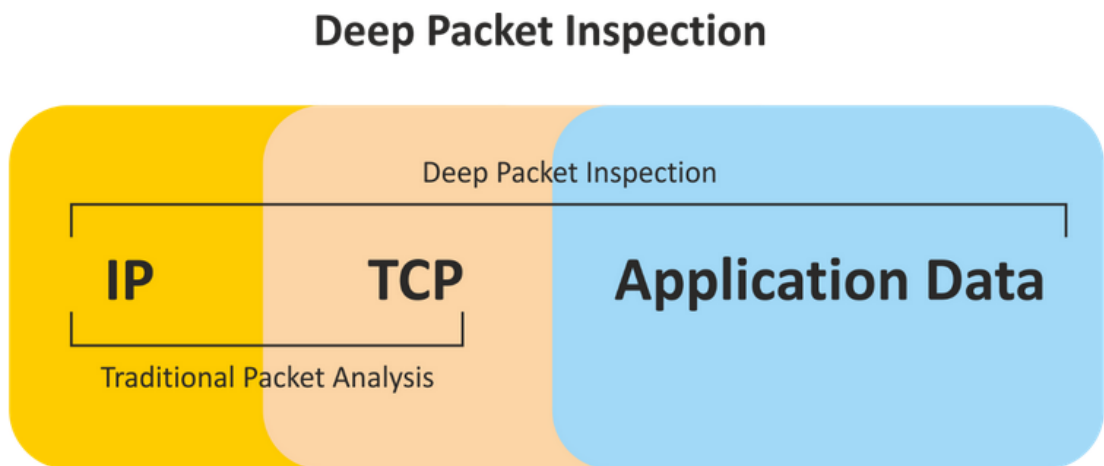 Deep Packet Inspection
Deep Packet Inspection
IP
TCP
Application Data
Traditional Packet Analysis